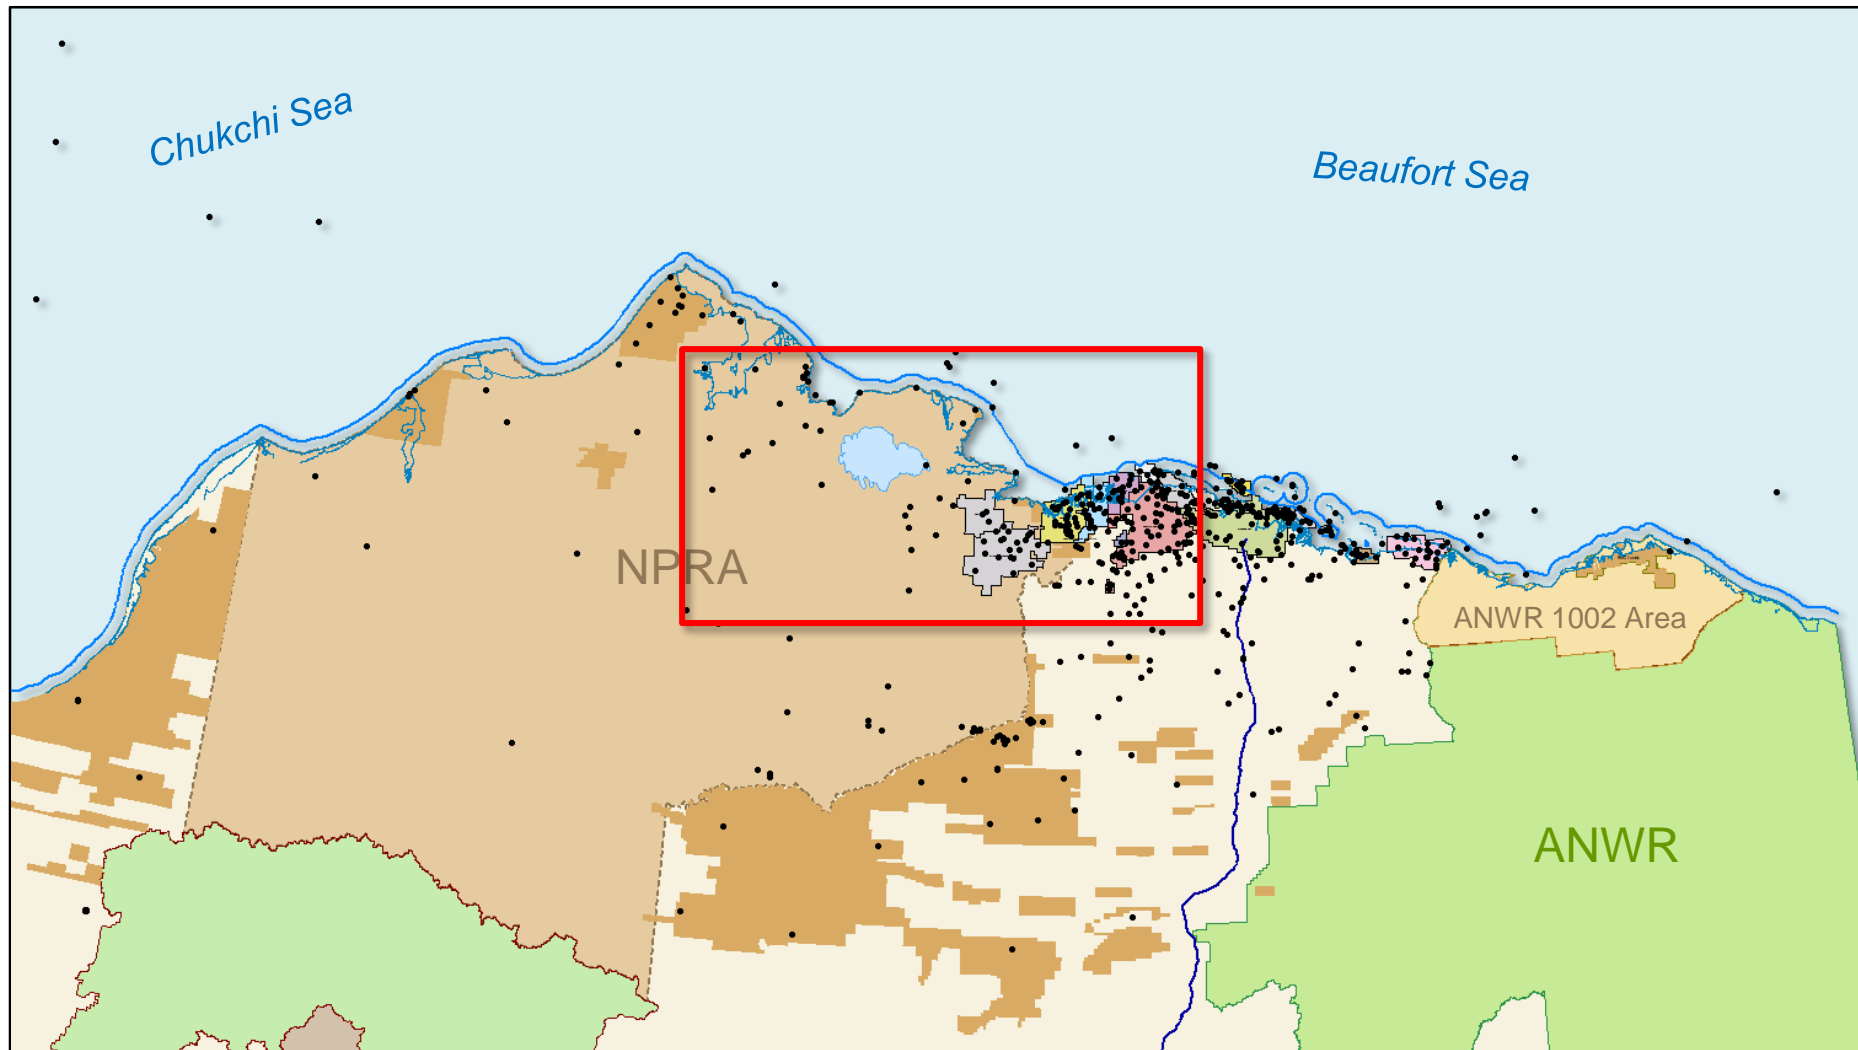 Chukchi Sea
Beaufort Sea
NPRA
ANWR 1002 Area
ANWR